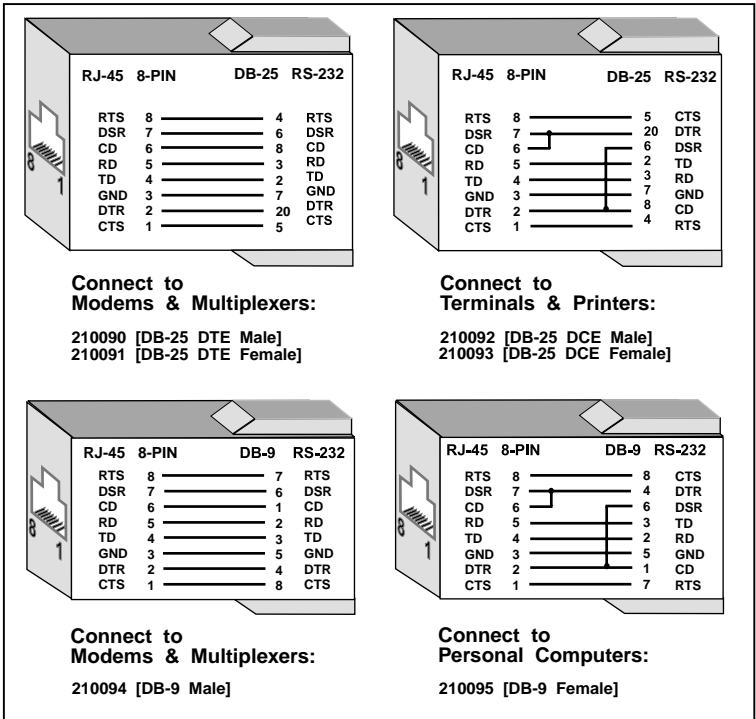 RJ-45 8-PIN DB-25 RS-232
RTS 8 4 RTS
DSR 7 6 DSR
CD 6 8 CD
RD 5 3 RD
TD 4 2 TD
GND 3 7 GND
DTR 2 20 DTR
CTS 1 5 CTS
8
1
Connect to
Modems & Multiplexers:
210090 [DB-25 DTE Male]
210091 [DB-25 DTE Female]
RJ-45 8-PIN DB-25 RS-232
RTS 8 5 CTS
DSR 7 20 DTR
CD 6 6 DSR
RD 5 2 TD
TD 4 3 RD
GND 3 7 GND
DTR 2 8 CD
CTS 1 4 RTS
8
1
Connect to
Terminals & Printers:
210092 [DB-25 DCE Male]
210093 [DB-25 DCE Female]
RJ-45 8-PIN DB-9 RS-232
RTS 8 7 RTS
DSR 7 6 DSR
CD 6 1 CD
RD 5 2 RD
TD 4 3 TD
GND 3 5 GND
DTR 2 4 DTR
CTS 1 8 CTS
8
1
Connect to
Modems & Multiplexers:
210094 [DB-9 Male]
RJ-45 8-PIN DB-9 RS-232
RTS 8 8 CTS
DSR 7 4 DTR
CD 6 6 DSR
RD 5 3 TD
TD 4 2 RD
GND 3 5 GND
DTR 2 1 CD
CTS 1 7 RTS
8
1
Connect to
Personal Computers:
210095 [DB-9 Female]